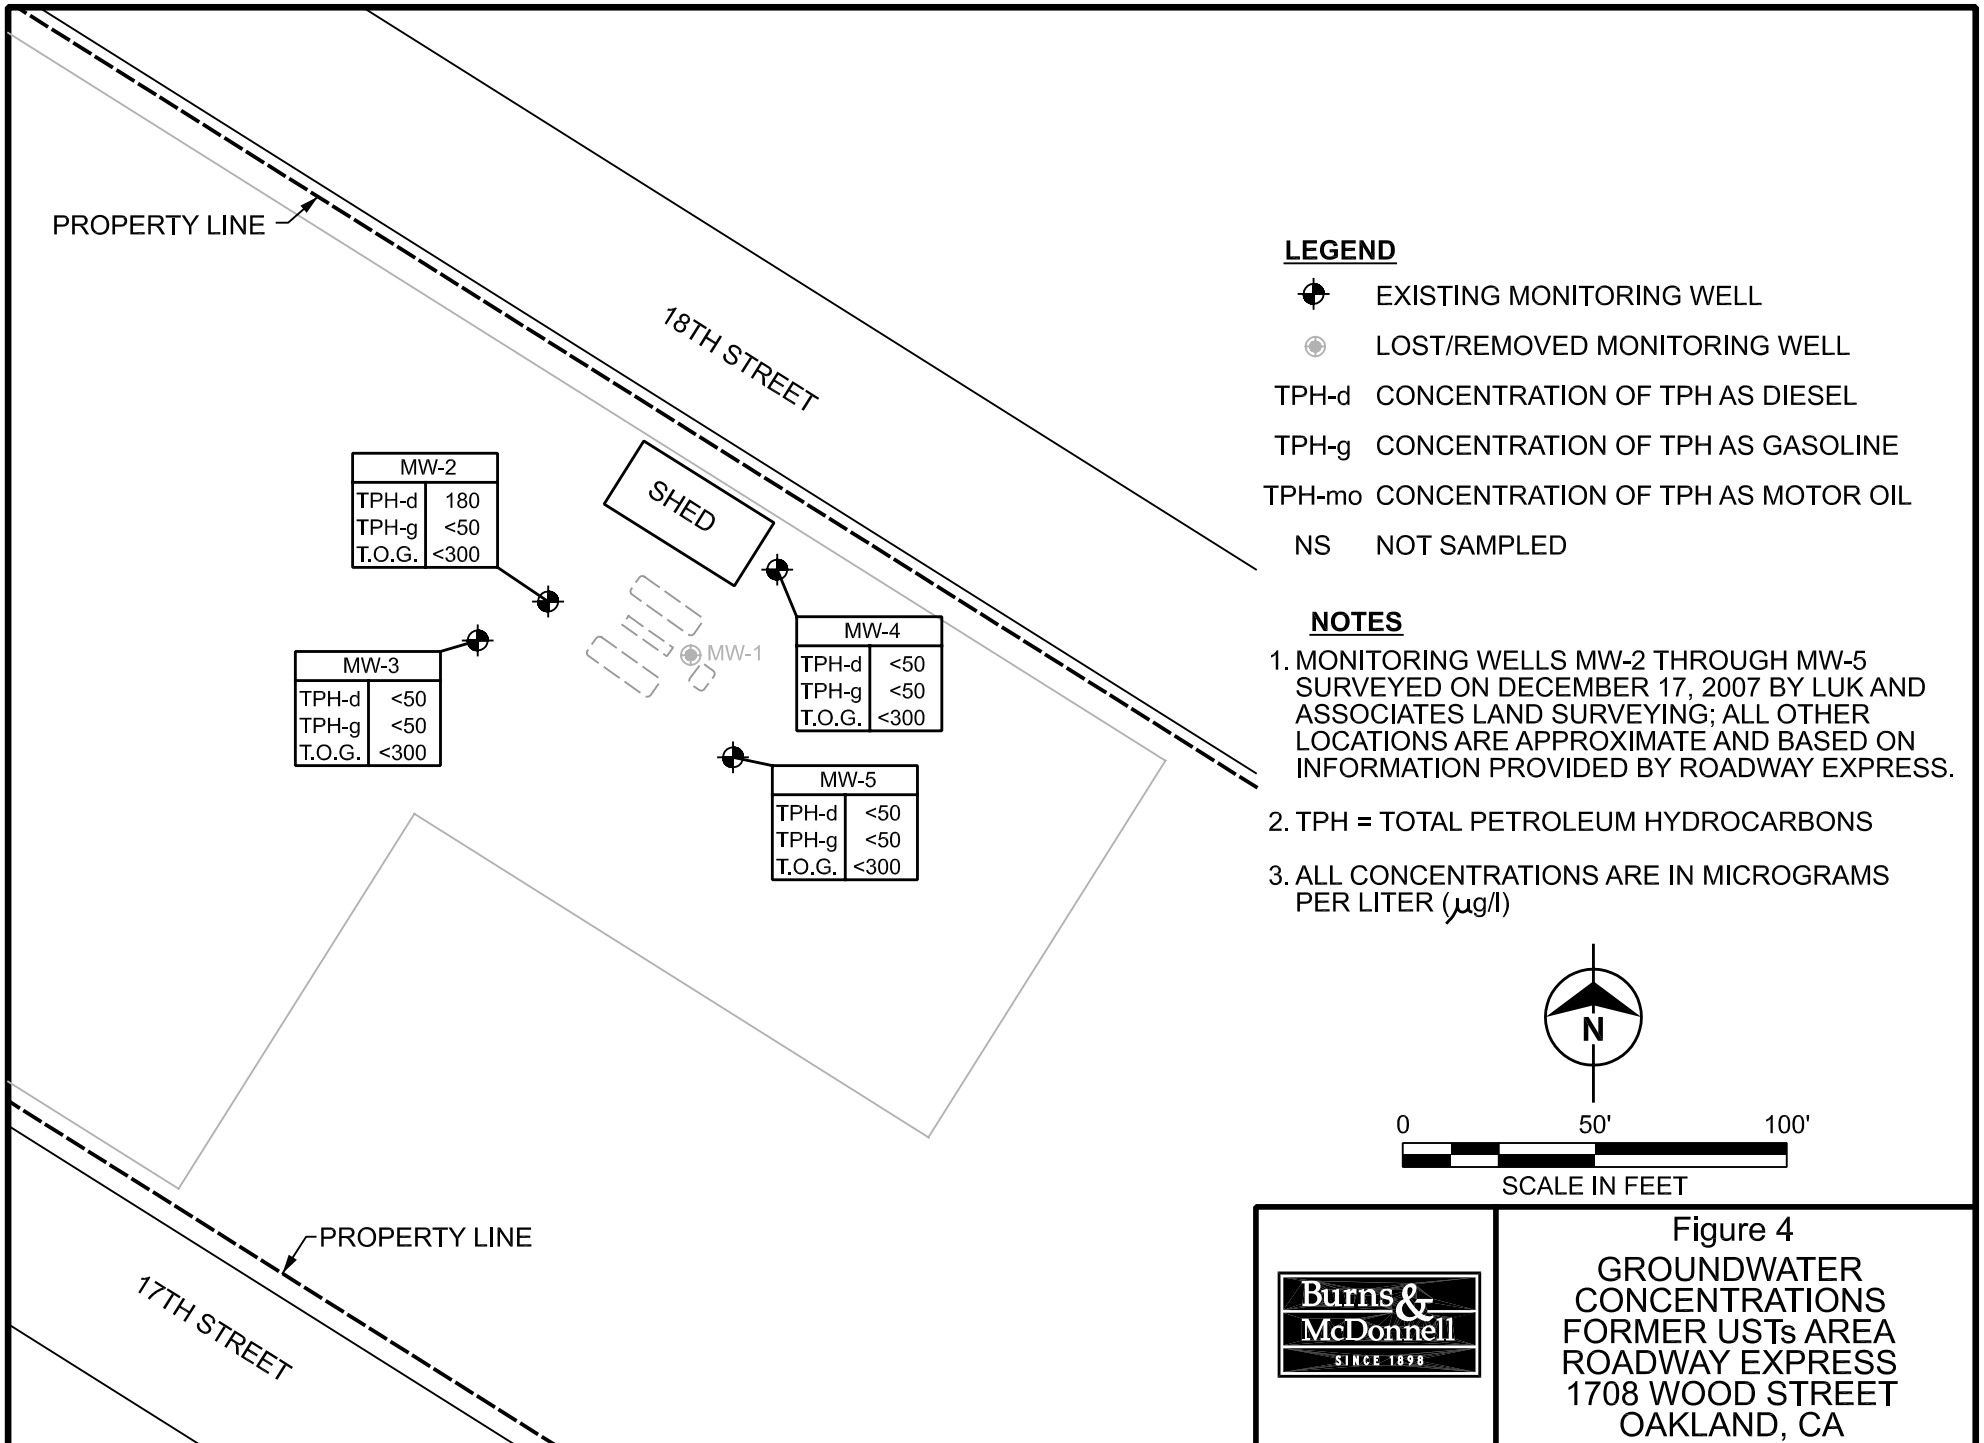 PROPERTY LINE
18TH STREET
SHED
MW-2
TPH-d 180
TPH-g <50
T.O.G. <300
MW-3
TPH-d <50
TPH-g <50
T.O.G. <300
MW-1
MW-4
TPH-d <50
TPH-g <50
T.O.G. <300
MW-5
TPH-d <50
TPH-g <50
T.O.G. <300
PROPERTY LINE
17TH STREET
LEGEND
EXISTING MONITORING WELL
LOST/REMOVED MONITORING WELL
TPH-d CONCENTRATION OF TPH AS DIESEL
TPH-g CONCENTRATION OF TPH AS GASOLINE
TPH-mo CONCENTRATION OF TPH AS MOTOR OIL
NS NOT SAMPLED
NOTES
1. MONITORING WELLS MW-2 THROUGH MW-5
SURVEYED ON DECEMBER 17, 2007 BY LUK AND
ASSOCIATES LAND SURVEYING; ALL OTHER
LOCATIONS ARE APPROXIMATE AND BASED ON
INFORMATION PROVIDED BY ROADWAY EXPRESS.
2. TPH = TOTAL PETROLEUM HYDROCARBONS
3. ALL CONCENTRATIONS ARE IN MICROGRAMS
PER LITER (µg/l)
N
0 50' 100'
SCALE IN FEET
Burns &
McDonnell
SINCE 1898
Figure 4
GROUNDWATER
CONCENTRATIONS
FORMER USTs AREA
ROADWAY EXPRESS
1708 WOOD STREET
OAKLAND, CA